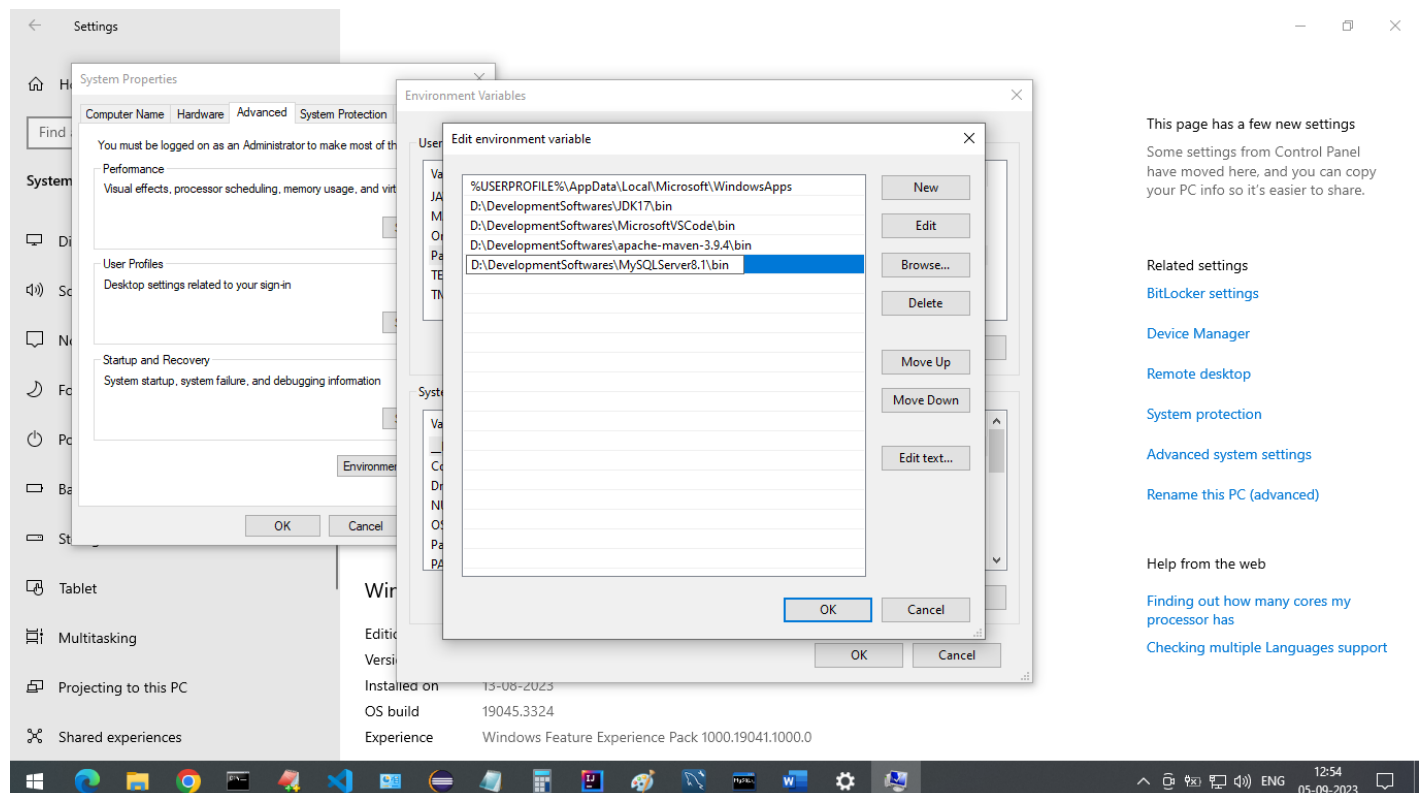 Settings
System Properties
Computer Name Hardware Advanced System Protection
You must be logged on as an Administrator to make most of
Performance
Visual effects, processor scheduling, memory usage, and
User Profiles
Desktop settings related to your sign-in
Startup and Recovery
System startup, system failure, and debugging information
OK Cancel
Find
System
Tablet
Multitasking
Projecting to this PC
Shared experiences
Environment Variables
Edit environment variable
%USERPROFILE%\AppData\Local\Microsoft\WindowsApps
D:\DevelopmentSoftwares\JDK17\bin
D:\DevelopmentSoftwares\MicrosoftVSCode\bin
D:\DevelopmentSoftwares\apache-maven-3.9.4\bin
D:\DevelopmentSoftwares\MySQLServer8.1\bin
New
Edit
Browse...
Delete
Move Up
Move Down
Edit text...
OK Cancel
OK Cancel
Installed on 13-08-2023
OS build 19045.3324
Experience Windows Feature Experience Pack 1000.19041.1000.0
This page has a few new settings
Some settings from Control Panel
have moved here, and you can copy
your PC info so it's easier to share.
Related settings
BitLocker settings
Device Manager
Remote desktop
System protection
Advanced system settings
Rename this PC (advanced)
Help from the web
Finding out how many cores my
processor has
Checking multiple Languages support
ENG
12:54
05-09-2023